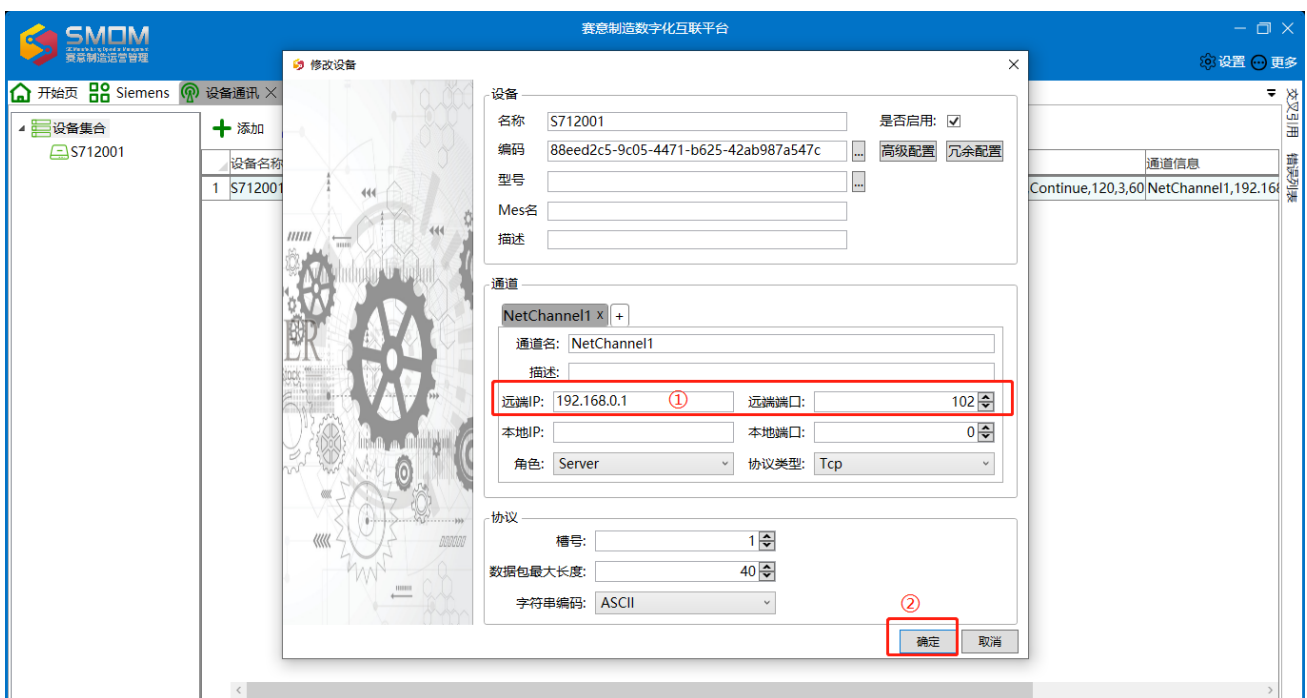 赛意制造数字化互联平台
SMOM
赛意制造运营管理
设置 更多
开始页 Siemens 设备通讯
设备集合
S712001
添加
设备名称 通道信息
1 S712001 Continue,120,3,60 NetChannel1,192.168
交叉引用
错误列表
修改设备
设备
名称 S712001 是否启用:
编码 88eed2c5-9c05-4471-b625-42ab987a547c ... 高级配置 冗余配置
型号 ...
Mes名
描述
通道
NetChannel1 x +
通道名: NetChannel1
描述:
远端IP: 192.168.0.1 ① 远端端口: 102
本地IP: 本地端口: 0
角色: Server 协议类型: Tcp
协议
槽号: 1
数据包最大长度: 40
字符串编码: ASCII
②
确定 取消